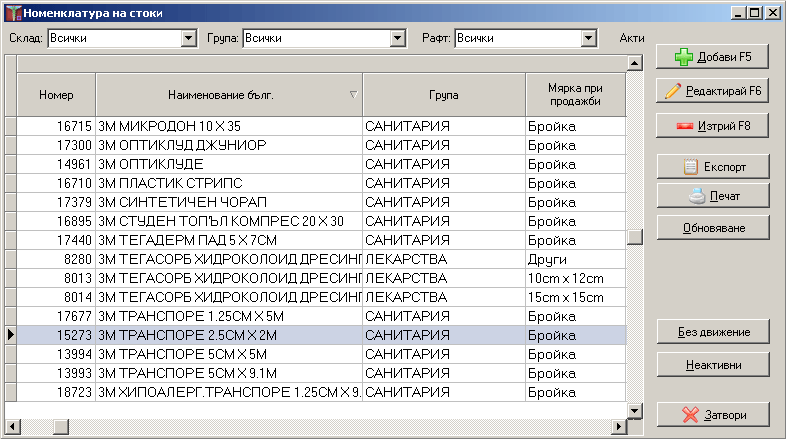 Номенклатура на стоки
Склад: Всички Група: Всички Рафт: Всички Акти
Добави F5
Номер Наименование бълг. Група Мярка при продажби
Редактирай F6
16715 3М МИКРОДОН 10 X 35 САНИТАРИЯ Бройка
Изтрий F8
17300 3М ОПТИКЛУД ДЖУНИОР САНИТАРИЯ Бройка
14961 3М ОПТИКЛУДЕ САНИТАРИЯ Бройка
Експорт
16710 3М ПЛАСТИК СТРИПС САНИТАРИЯ Бройка
17379 3М СИНТЕТИЧЕН ЧОРАП САНИТАРИЯ Бройка
Печат
16895 3М СТУДЕН ТОПЪЛ КОМПРЕС 20 X 30 САНИТАРИЯ Бройка
Обновяване
17440 3М ТЕГАДЕРМ ПАД 5 X 7СМ САНИТАРИЯ Бройка
8280 3М ТЕГАСОРБ ХИДРОКОЛОИД ДРЕСИНГ ЛЕКАРСТВА Други
8013 3М ТЕГАСОРБ ХИДРОКОЛОИД ДРЕСИНГ ЛЕКАРСТВА 10cm x 12cm
8014 3М ТЕГАСОРБ ХИДРОКОЛОИД ДРЕСИНГ ЛЕКАРСТВА 15cm x 15cm
17677 3М ТРАНСПОРЕ 1.25СМ X 5М САНИТАРИЯ Бройка
15273 3М ТРАНСПОРЕ 2.5СМ X 2М САНИТАРИЯ Бройка
Без движение
13994 3М ТРАНСПОРЕ 5СМ X 5М САНИТАРИЯ Бройка
Неактивни
13993 3М ТРАНСПОРЕ 5СМ X 9.1М САНИТАРИЯ Бройка
18723 3М ХИПОАЛЕРГ.ТРАНСПОРЕ 1.25СМ X 9. САНИТАРИЯ Бройка
Затвори